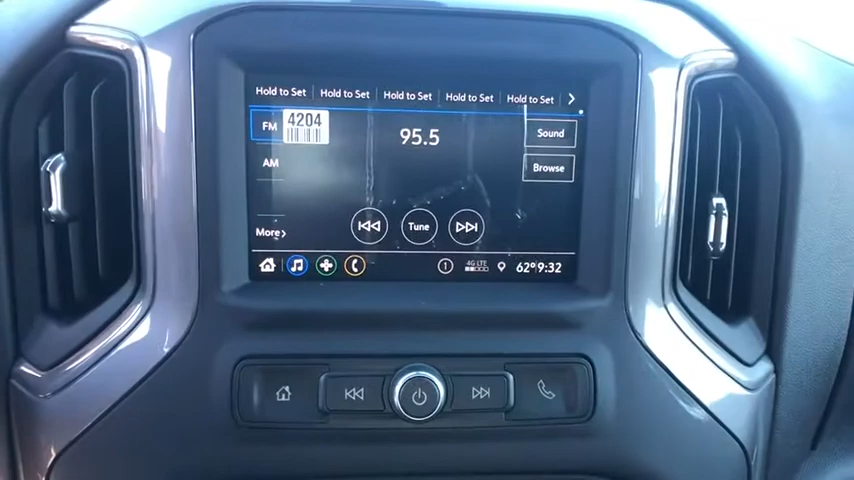 Hold to Set Hold to Set Hold to Set Hold to Set Hold to Set
FM 4204 95.5 Sound
AM Browse
More Tune
1 4G LTE 62° 9:32